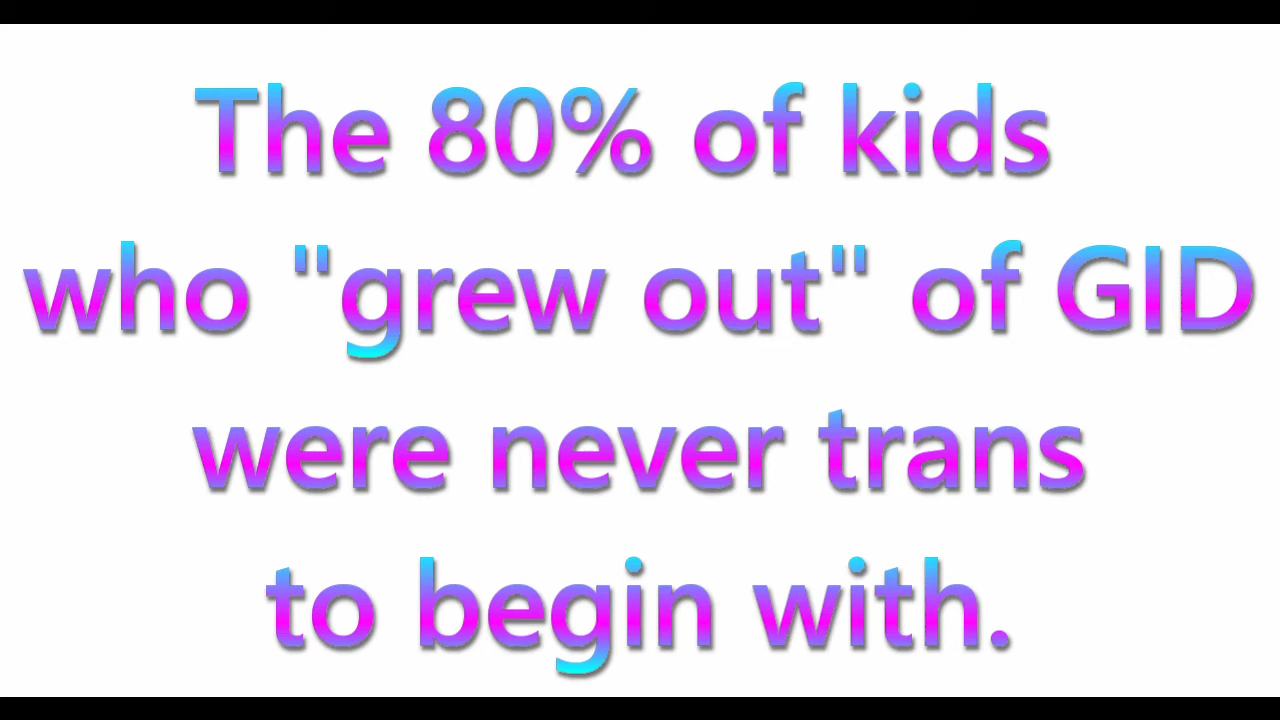 The 80% of kids
who "grew out" of GID
were never trans
to begin with.